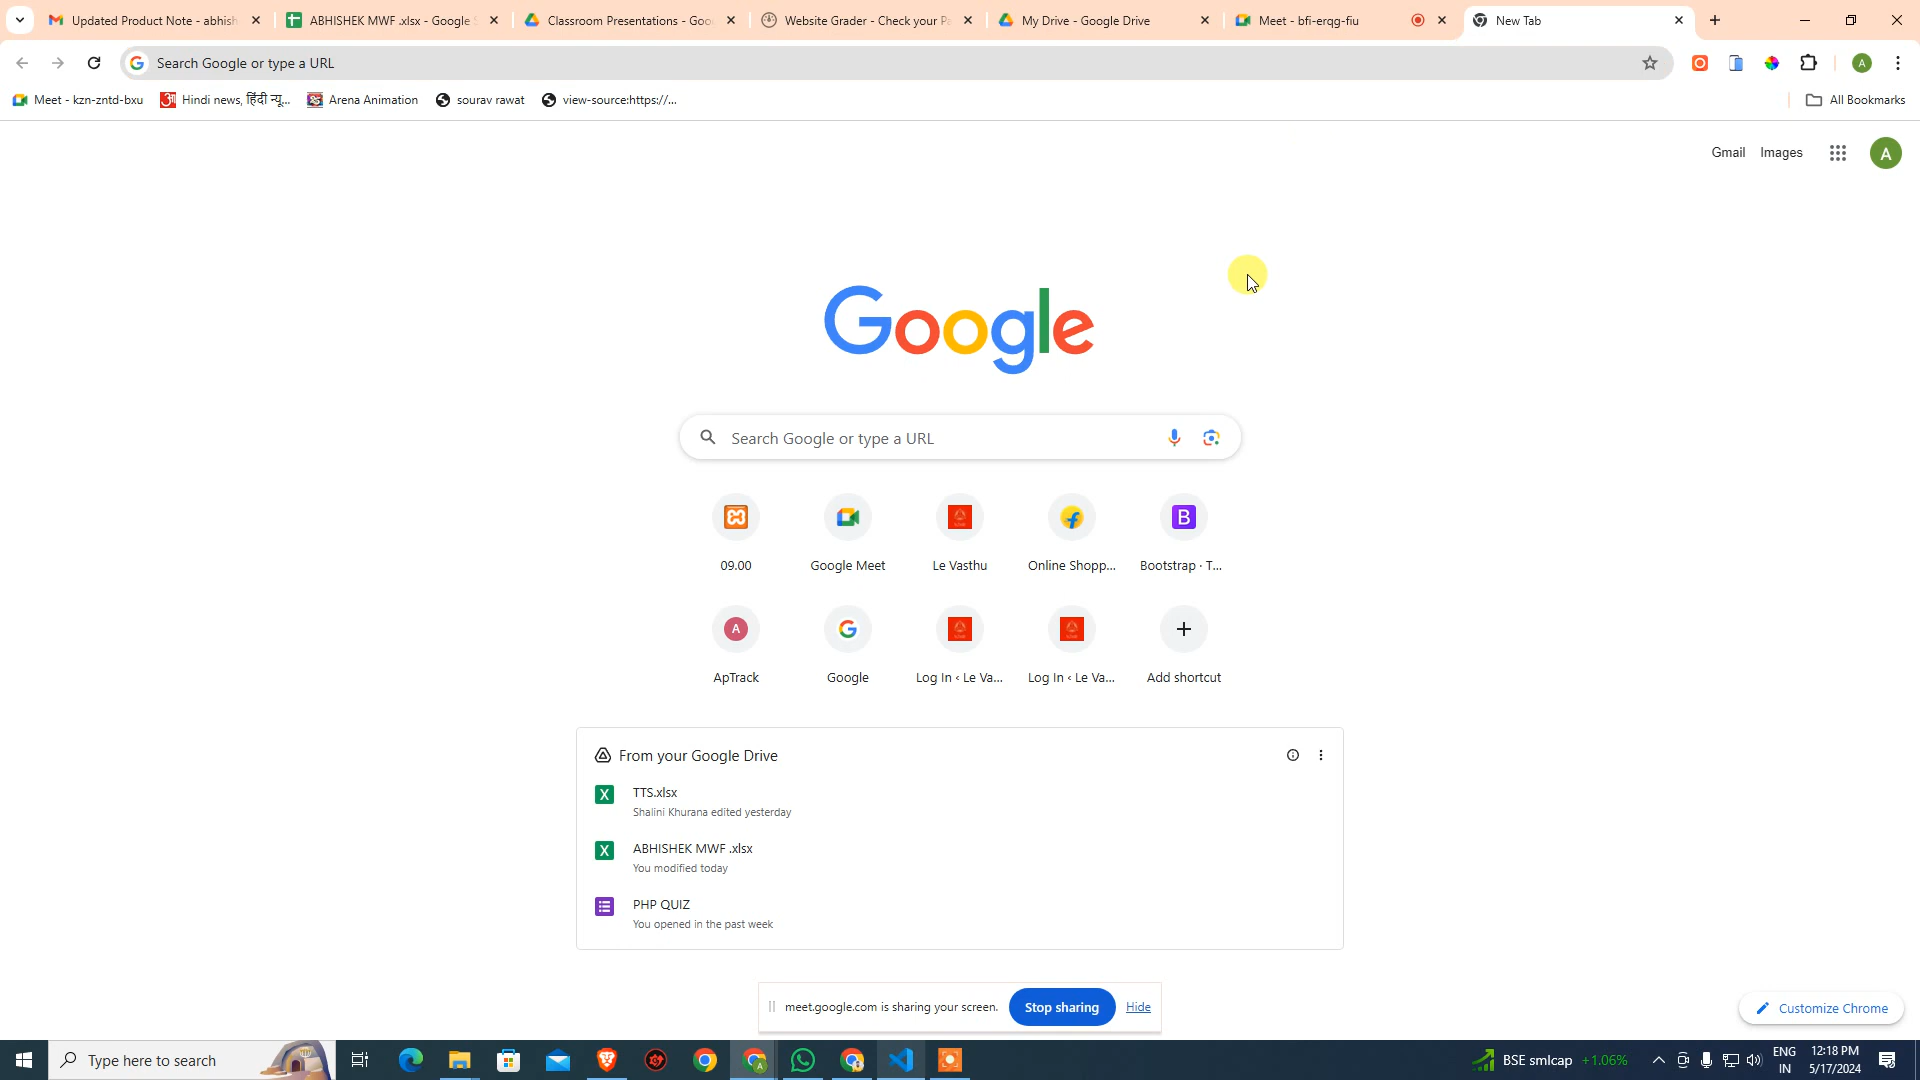 Updated Product Note - abhish
ABHISHEK MWF .xlsx - Google S
Classroom Presentations - Goo
Website Grader - Check your Pa
My Drive - Google Drive
Meet - bfi-erqg-fiu
New Tab
Search Google or type a URL
A
Meet - kzn-zntd-bxu
Hindi news, हिंदी न्यू...
Arena Animation
sourav rawat
view-source:https://...
All Bookmarks
Gmail
Images
A
Google
Search Google or type a URL
09.00
Google Meet
Le Vasthu
Online Shopp...
Bootstrap · T...
ApTrack
Google
Log In ‹ Le Va...
Log In ‹ Le Va...
Add shortcut
From your Google Drive
TTS.xlsx
Shalini Khurana edited yesterday
ABHISHEK MWF .xlsx
You modified today
PHP QUIZ
You opened in the past week
meet.google.com is sharing your screen.
Stop sharing
Hide
Customize Chrome
Type here to search
BSE smlcap +1.06%
ENG
IN
12:18 PM
5/17/2024